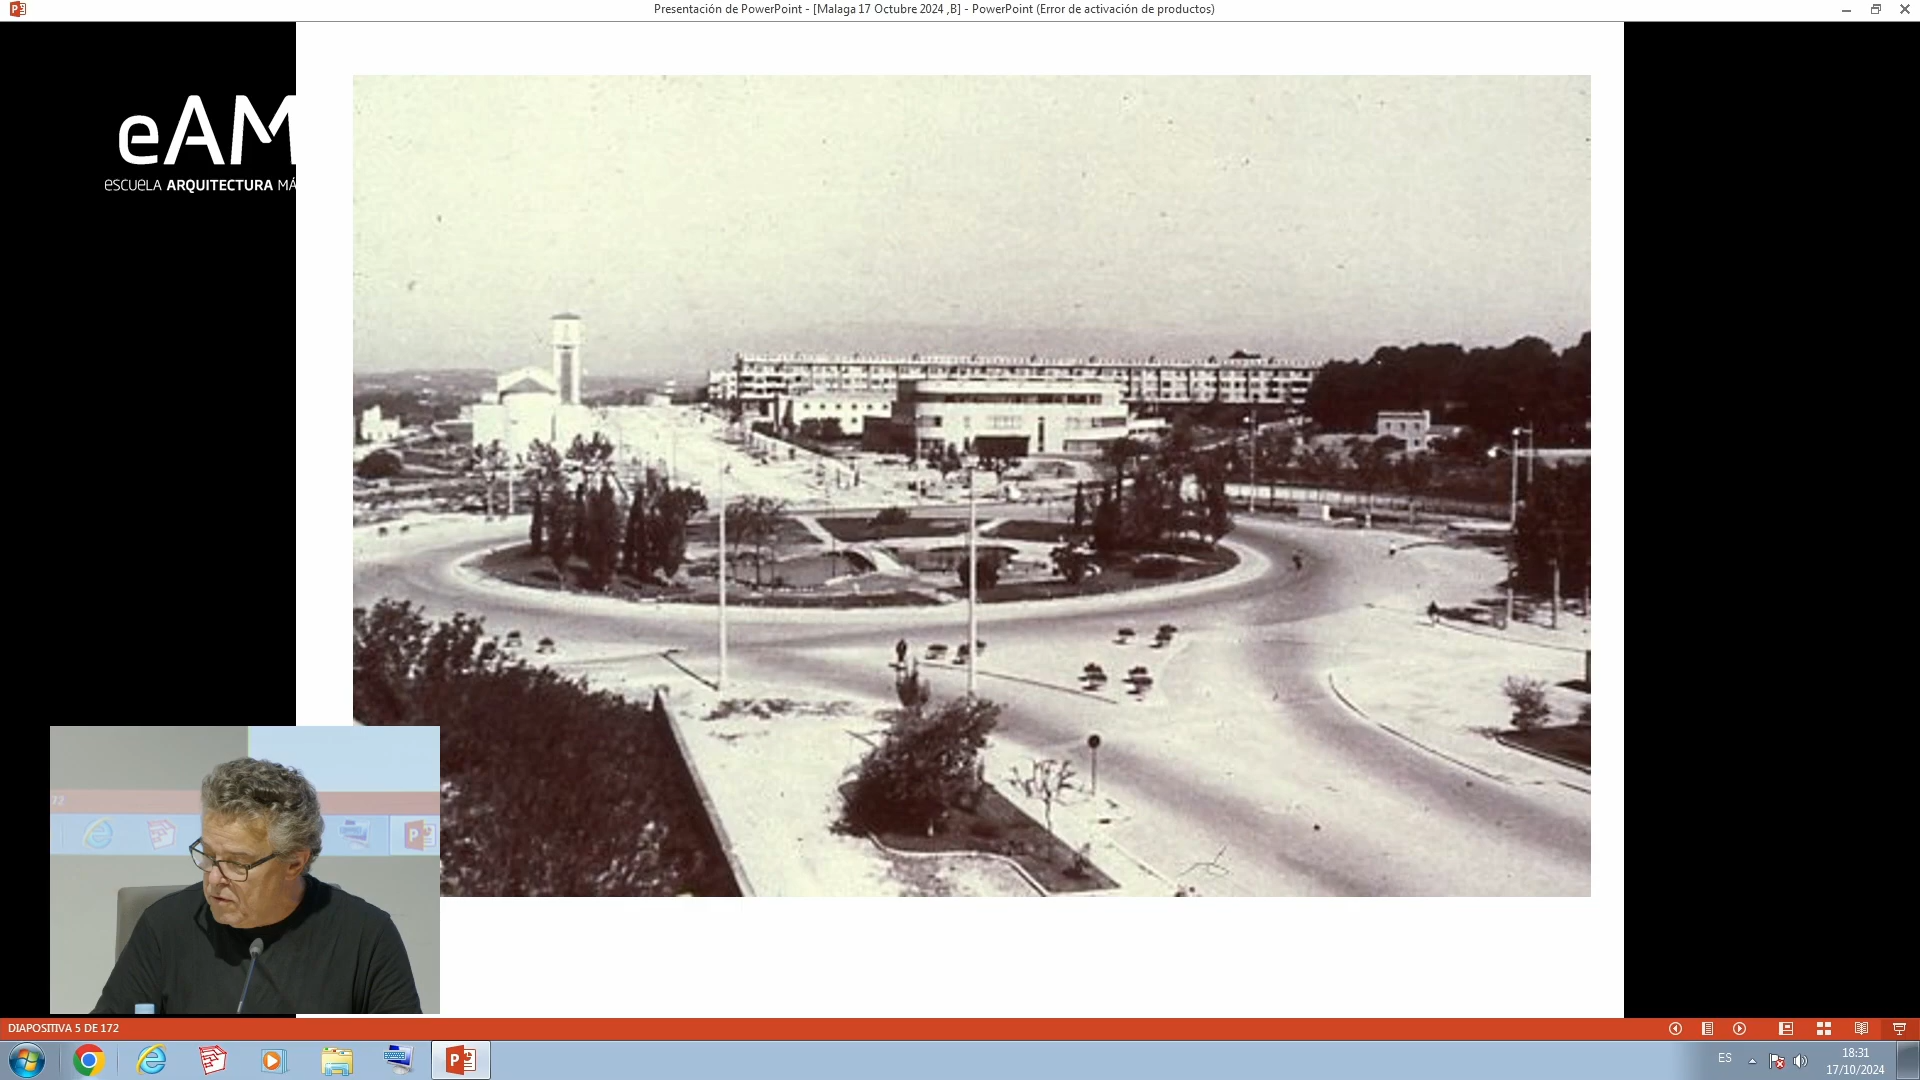 Presentación de PowerPoint - [Malaga 17 Octubre 2024 ,B] - PowerPoint (Error de activación de productos)
eAM
ESCUELA ARQUITECTURA MÁ
72
DIAPOSITIVA 5 DE 172
ES
18:31
17/10/2024